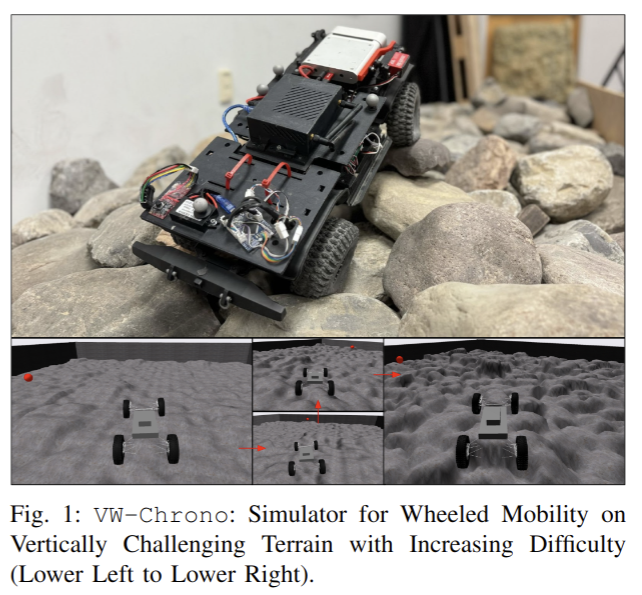 Fig. 1: VW-Chrono: Simulator for Wheeled Mobility on
Vertically Challenging Terrain with Increasing Difficulty
(Lower Left to Lower Right).